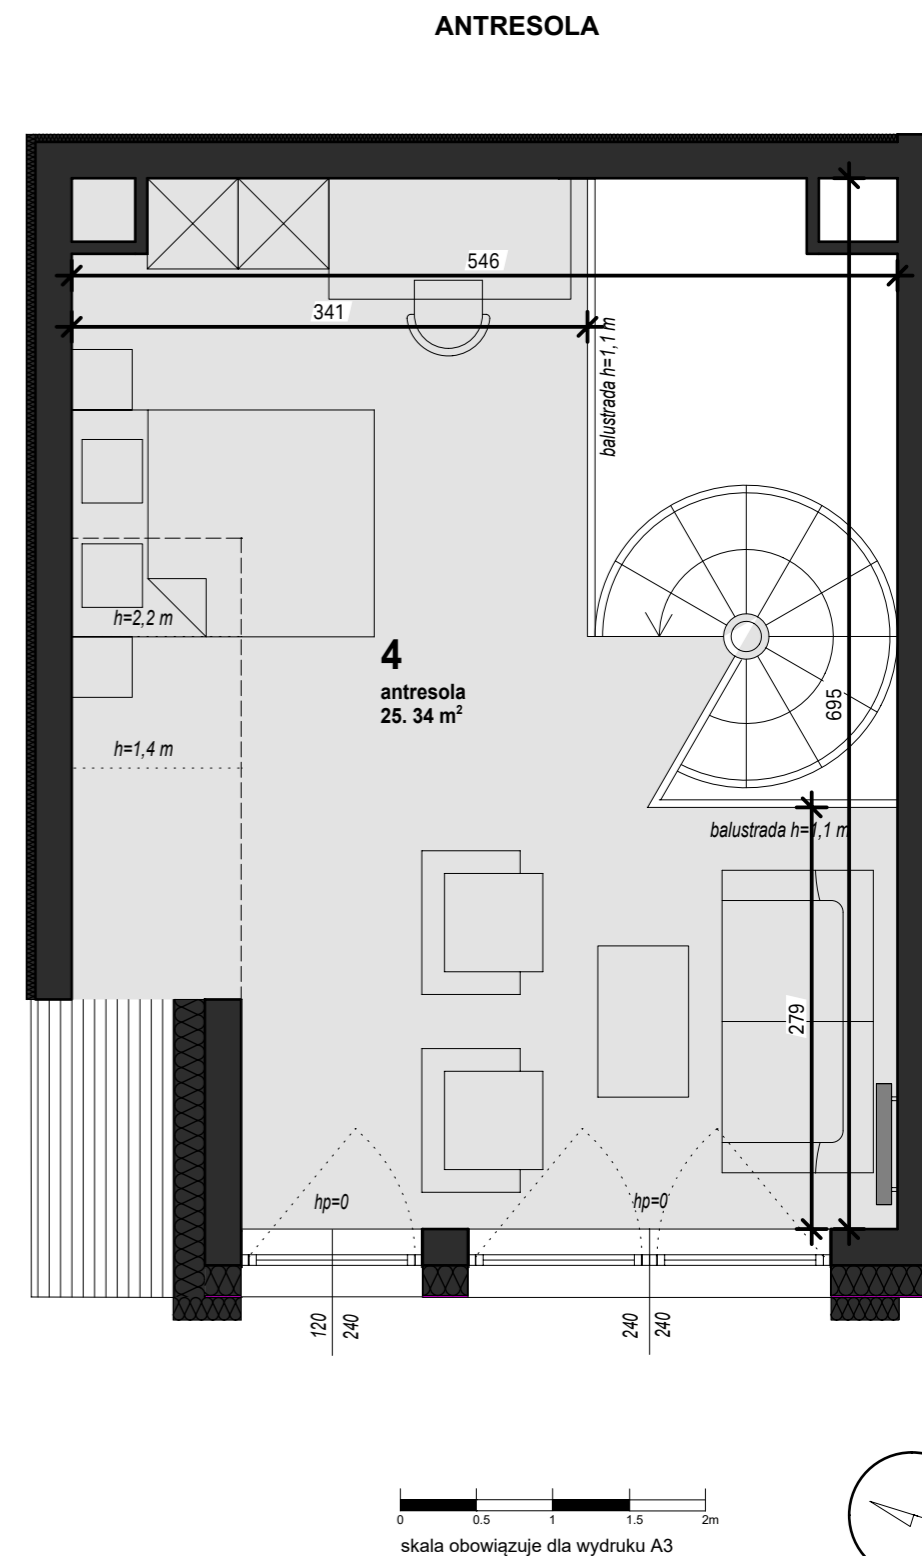 ANTRESOLA
546
341
balustrada h=1,1 m
h=2,2 m
4
antresola
25. 34 m²
695
h=1,4 m
balustrada h=1,1 m
279
hp=0
hp=0
120
240
240
240
0 0.5 1 1.5 2m
skala obowiązuje dla wydruku A3